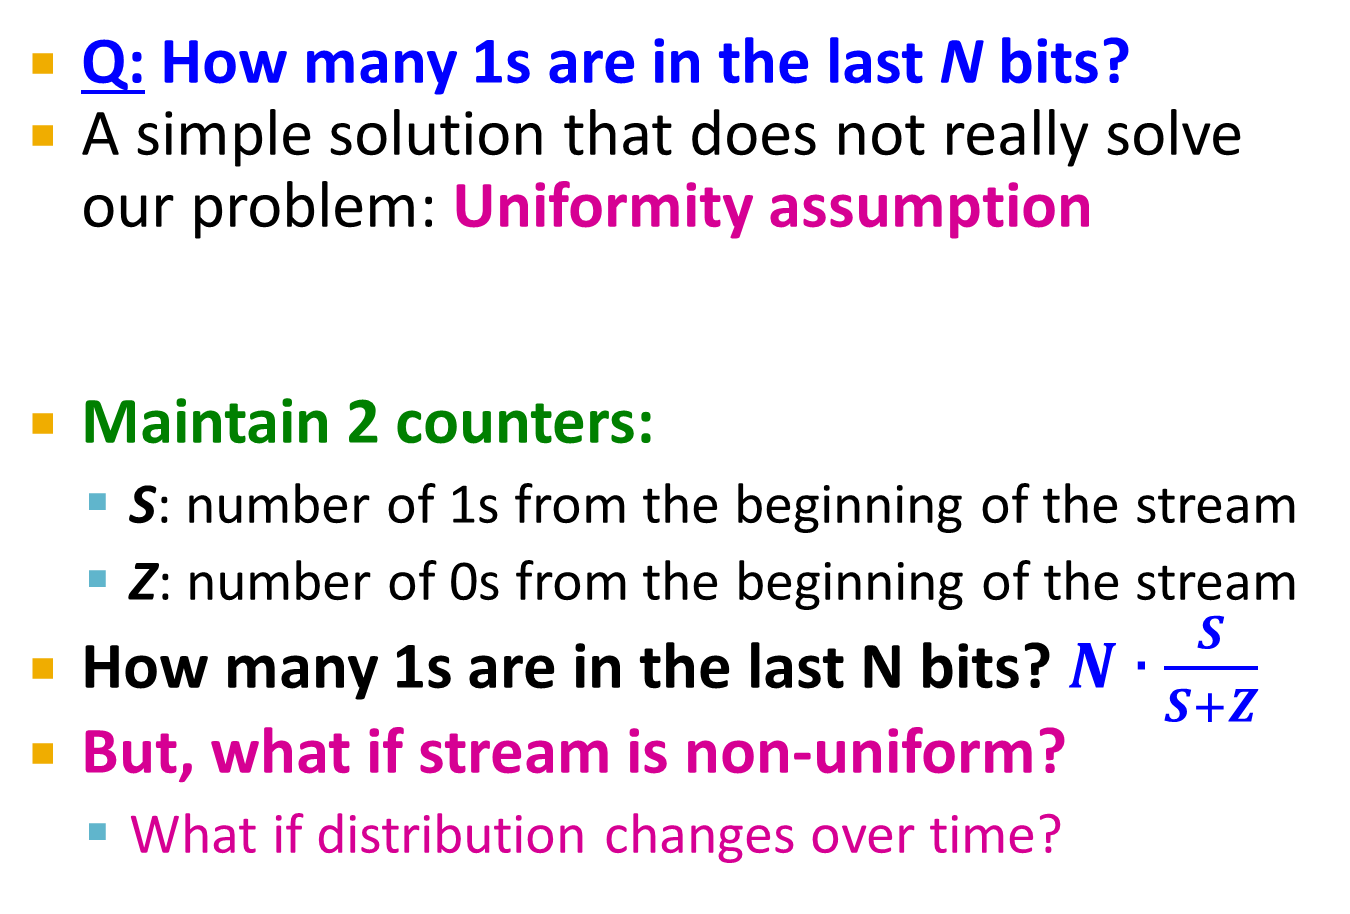 Q: How many 1s are in the last N bits?
A simple solution that does not really solve
our problem: Uniformity assumption
Maintain 2 counters:
S: number of 1s from the beginning of the stream
Z: number of 0s from the beginning of the stream
How many 1s are in the last N bits? N · S/(S+Z)
But, what if stream is non-uniform?
What if distribution changes over time?